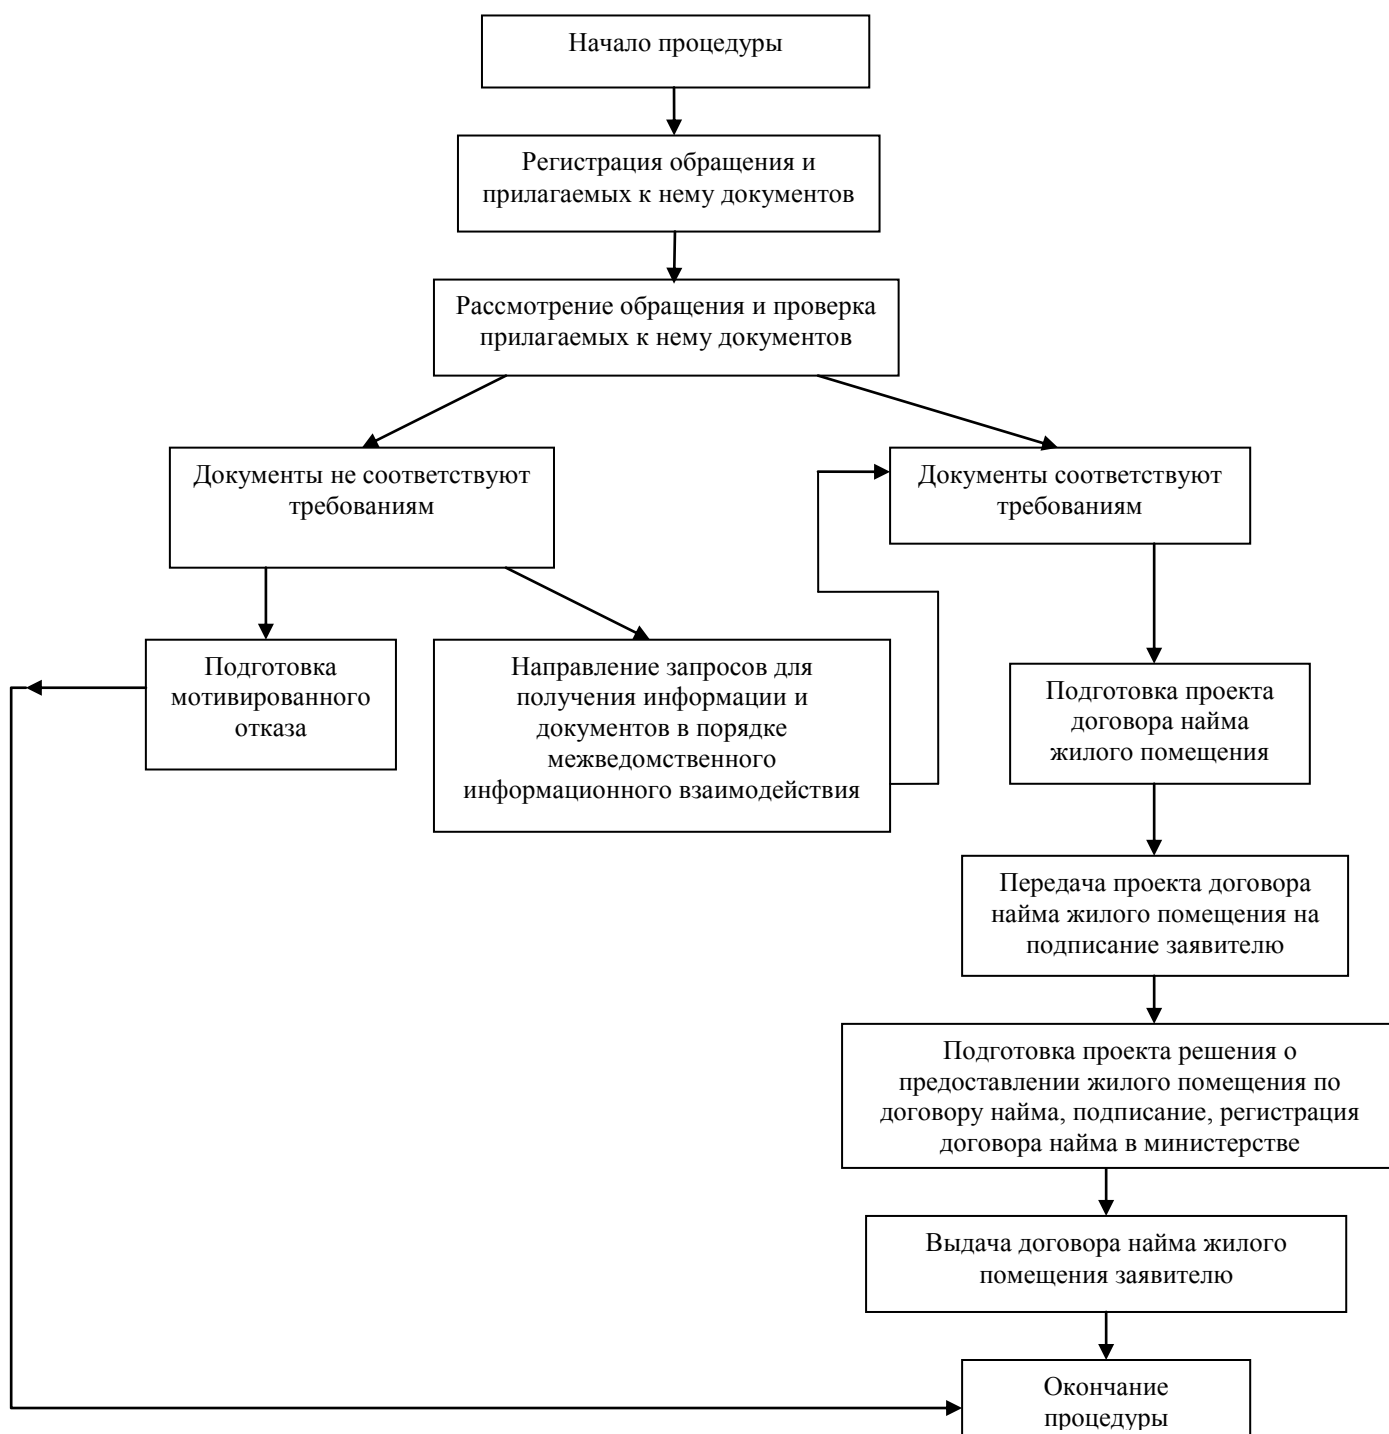 Начало процедуры
Регистрация обращения и
прилагаемых к нему документов
Рассмотрение обращения и проверка
прилагаемых к нему документов
Документы не соответствуют
требованиям
Документы соответствуют
требованиям
Подготовка
мотивированного
отказа
Направление запросов для
получения информации и
документов в порядке
межведомственного
информационного взаимодействия
Подготовка проекта
договора найма
жилого помещения
Передача проекта договора
найма жилого помещения на
подписание заявителю
Подготовка проекта решения о
предоставлении жилого помещения по
договору найма, подписание, регистрация
договора найма в министерстве
Выдача договора найма жилого
помещения заявителю
Окончание
процедуры